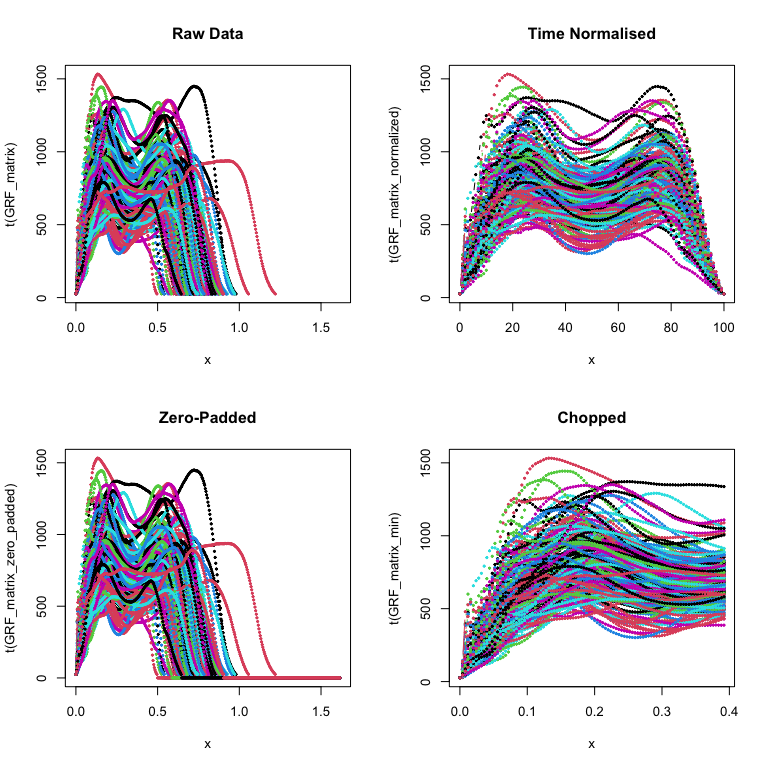 Raw Data
t(GRF_matrix)
0 500 1000 1500
0.0 0.5 1.0 1.5
x
Time Normalised
t(GRF_matrix_normalized)
0 500 1000 1500
0 20 40 60 80 100
x
Zero-Padded
t(GRF_matrix_zero_padded)
0 500 1000 1500
0.0 0.5 1.0 1.5
x
Chopped
t(GRF_matrix_min)
0 500 1000 1500
0.0 0.1 0.2 0.3 0.4
x